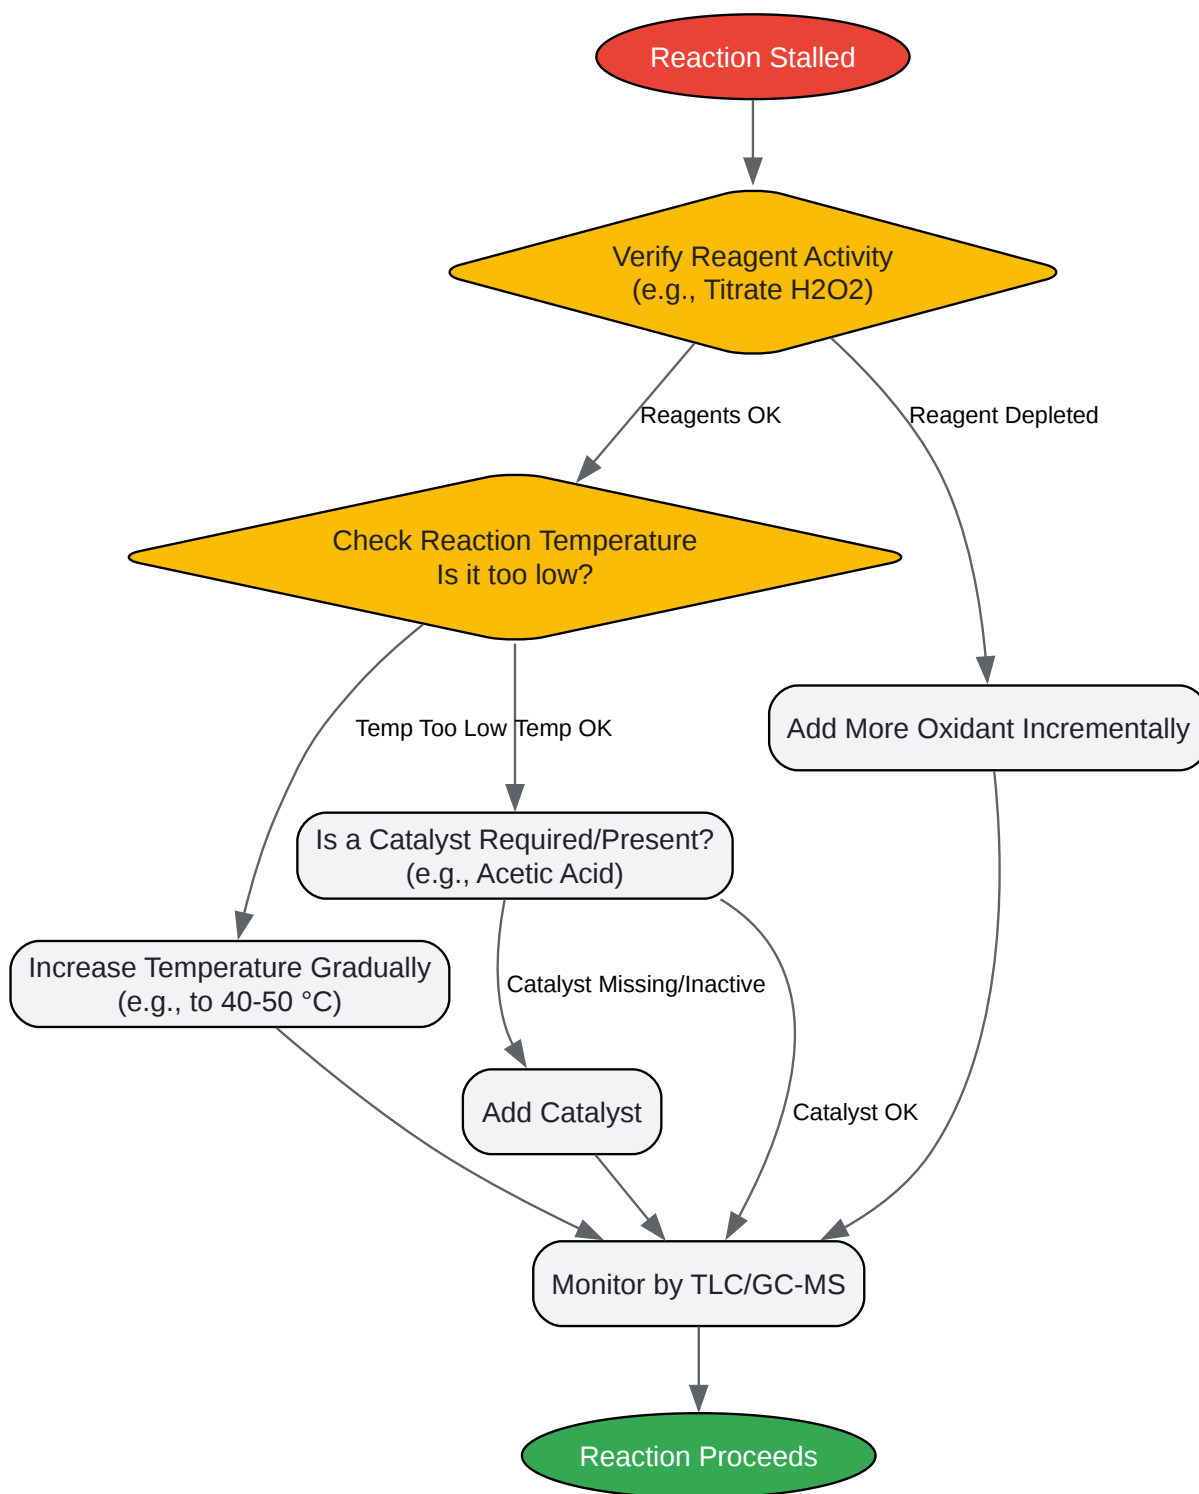 Reaction Stalled
Verify Reagent Activity
(e.g., Titrate H2O2)
Reagents OK
Reagent Depleted
Check Reaction Temperature
Is it too low?
Temp Too Low
Temp OK
Add More Oxidant Incrementally
Is a Catalyst Required/Present?
(e.g., Acetic Acid)
Increase Temperature Gradually
(e.g., to 40-50 °C)
Catalyst Missing/Inactive
Add Catalyst
Catalyst OK
Monitor by TLC/GC-MS
Reaction Proceeds